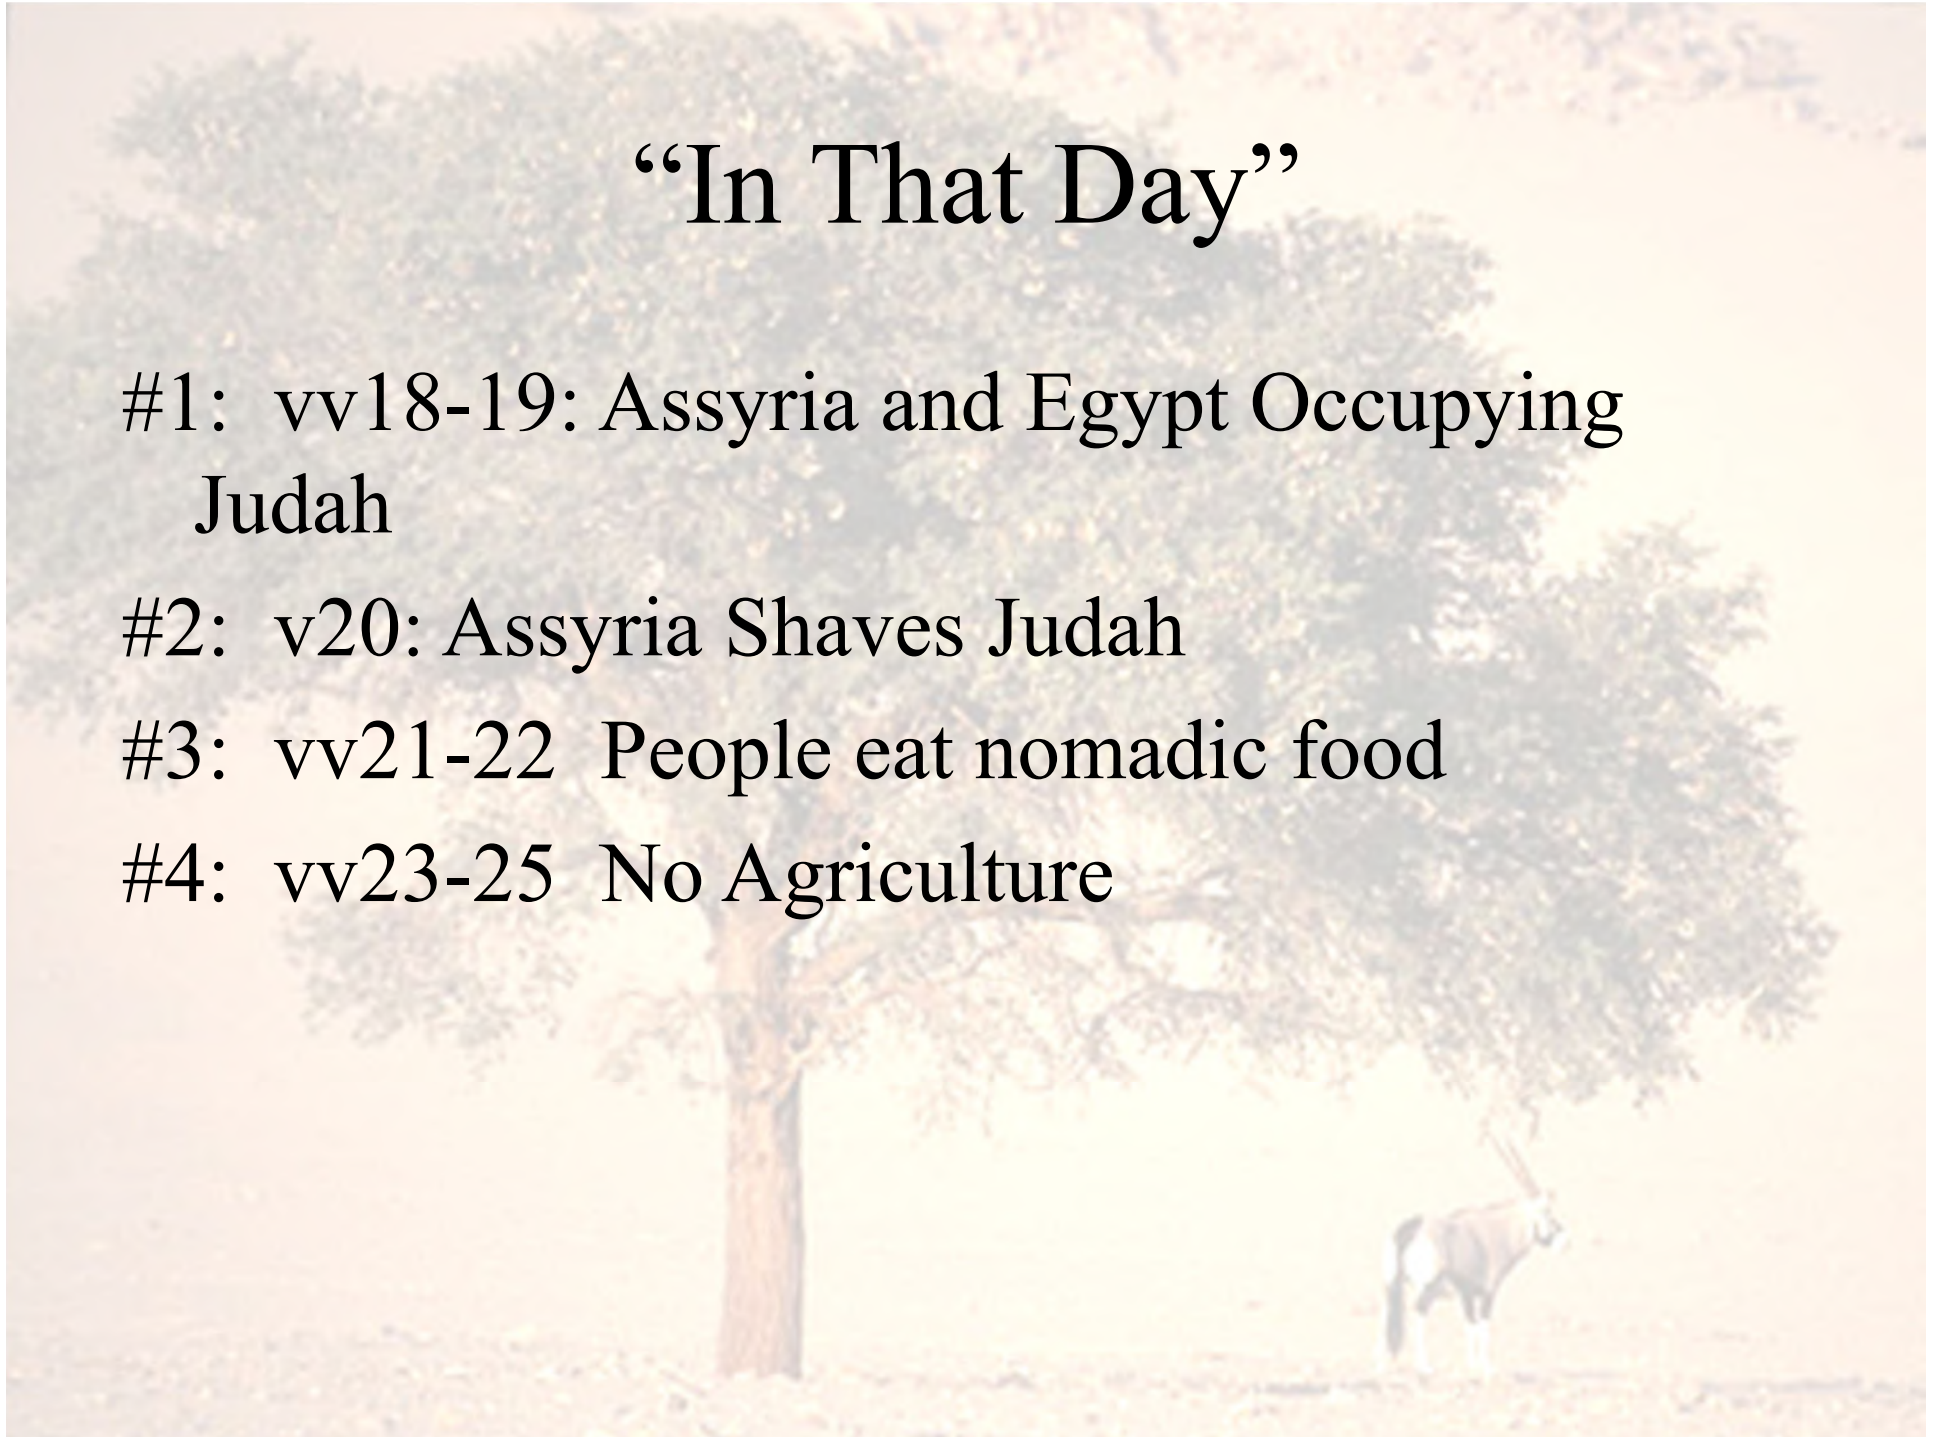 “In That Day”
#1:  vv18-19: Assyria and Egypt Occupying
Judah
#2:  v20: Assyria Shaves Judah
#3:  vv21-22  People eat nomadic food
#4:  vv23-25  No Agriculture